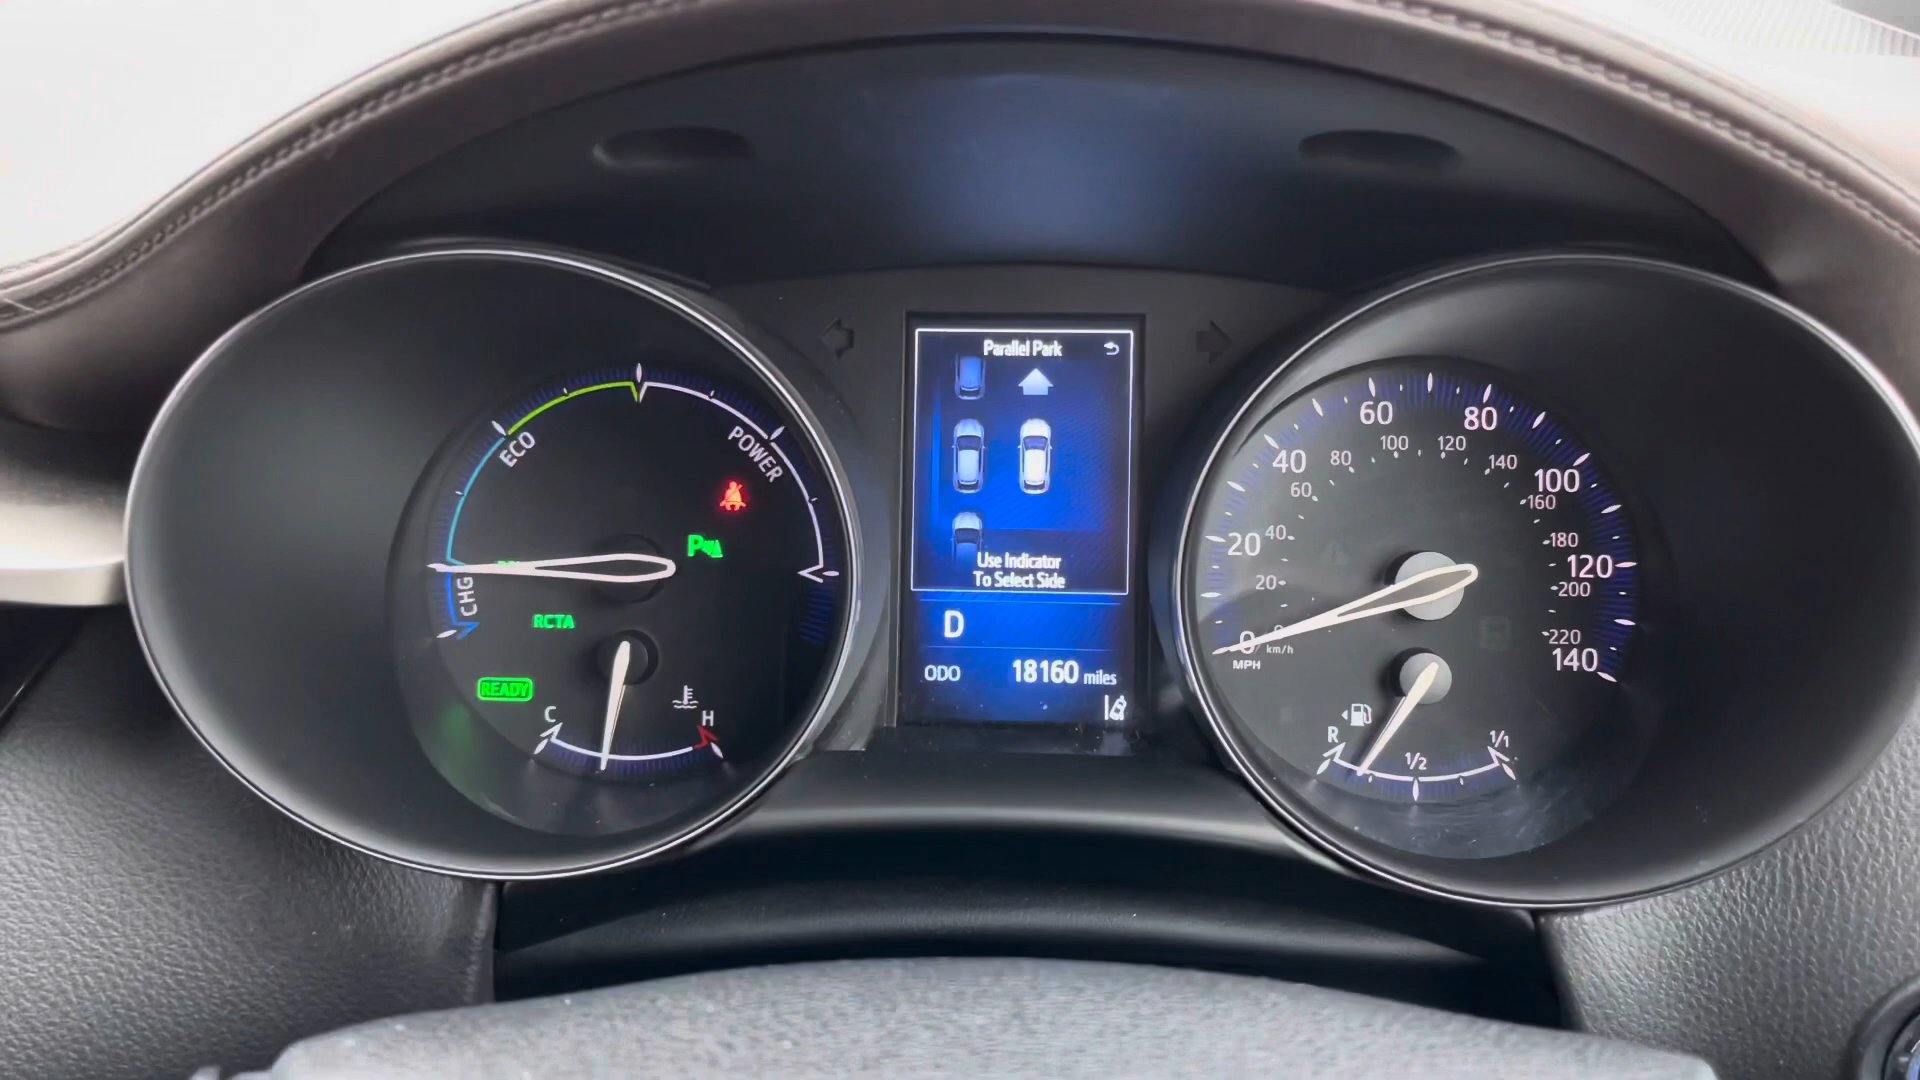 ECO
POWER
CHG
P
RCTA
READY
C
H
Parallel Park
Use Indicator
To Select Side
D
ODO 18160 miles
0
20
40
60
80
100
120
140
MPH
20
40
60
80
100
120
140
160
180
200
220
km/h
R
1/2
1/1